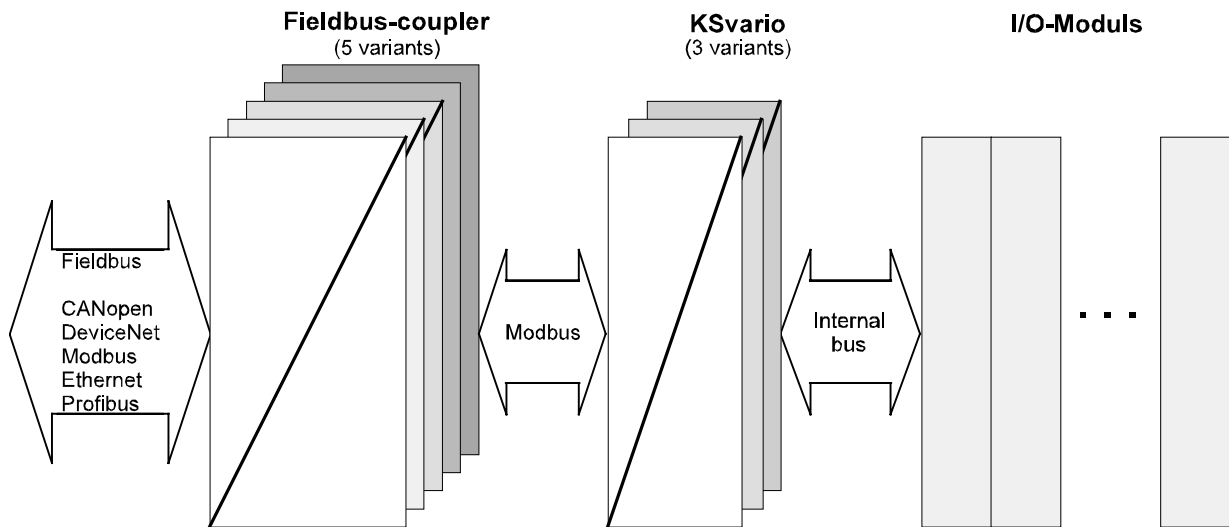 Fieldbus-coupler
(5 variants)
KSvario
(3 variants)
I/O-Moduls
Fieldbus
CANopen
DeviceNet
Modbus
Ethernet
Profibus
Modbus
Internal
bus